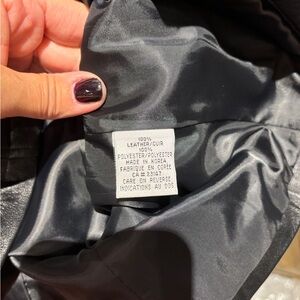 100%
LEATHER/CUIR
100%
POLYESTER/POLYESTER
MADE IN KOREA
FABRIQUE EN COREE
CA # 23147
CARE ON REVERSE
INDICATIONS AU DOS